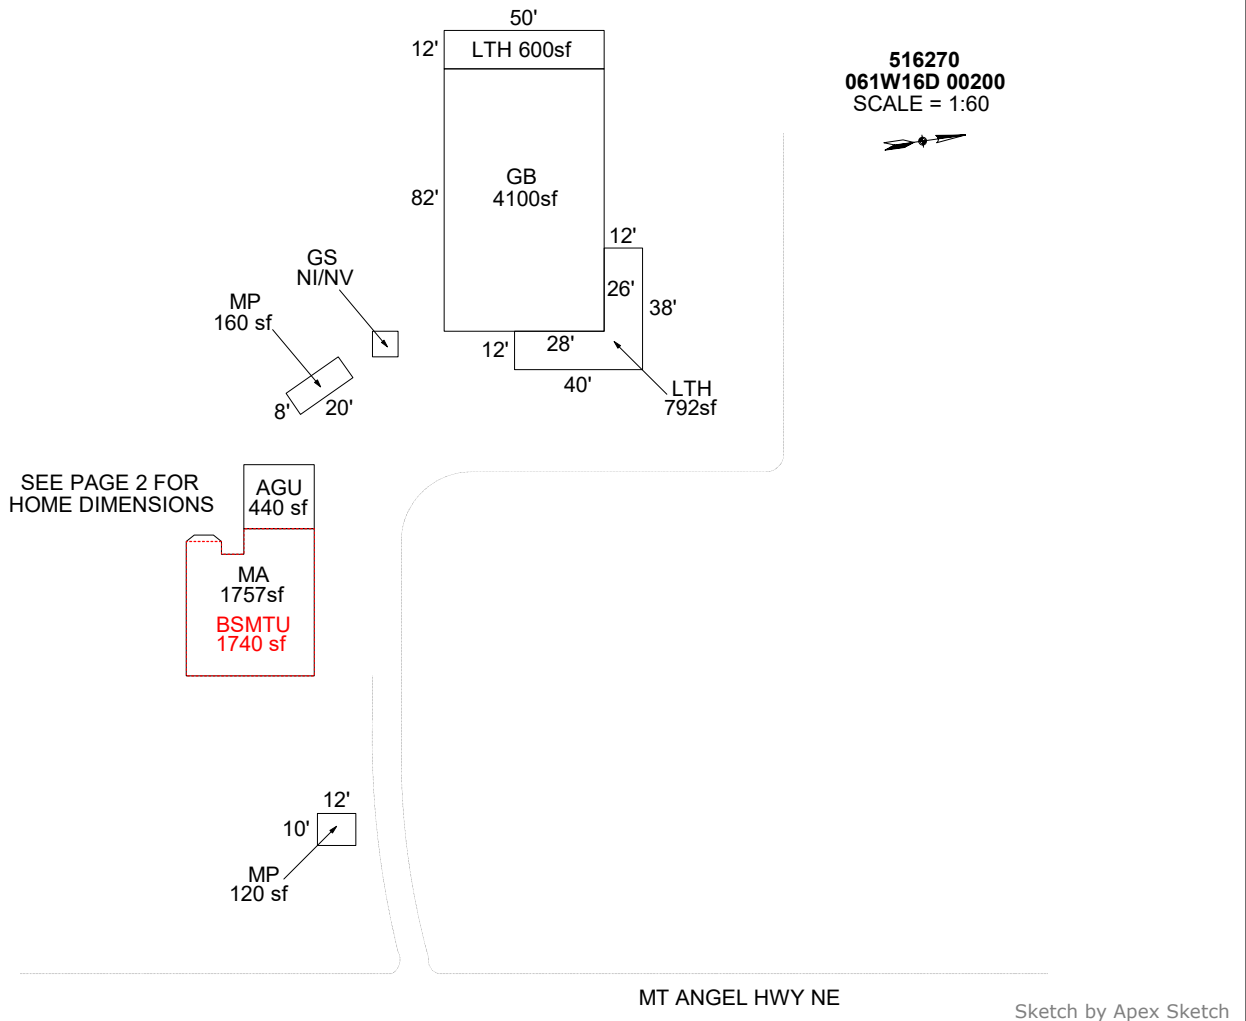 50'
12'
LTH 600sf
516270
061W16D 00200
SCALE = 1:60
GB
4100sf
82'
12'
GS
NI/NV
26'
38'
MP
160 sf
12'
28'
40'
LTH
792sf
8'
20'
SEE PAGE 2 FOR
HOME DIMENSIONS
AGU
440 sf
MA
1757sf
BSMTU
1740 sf
12'
10'
MP
120 sf
MT ANGEL HWY NE
Sketch by Apex Sketch